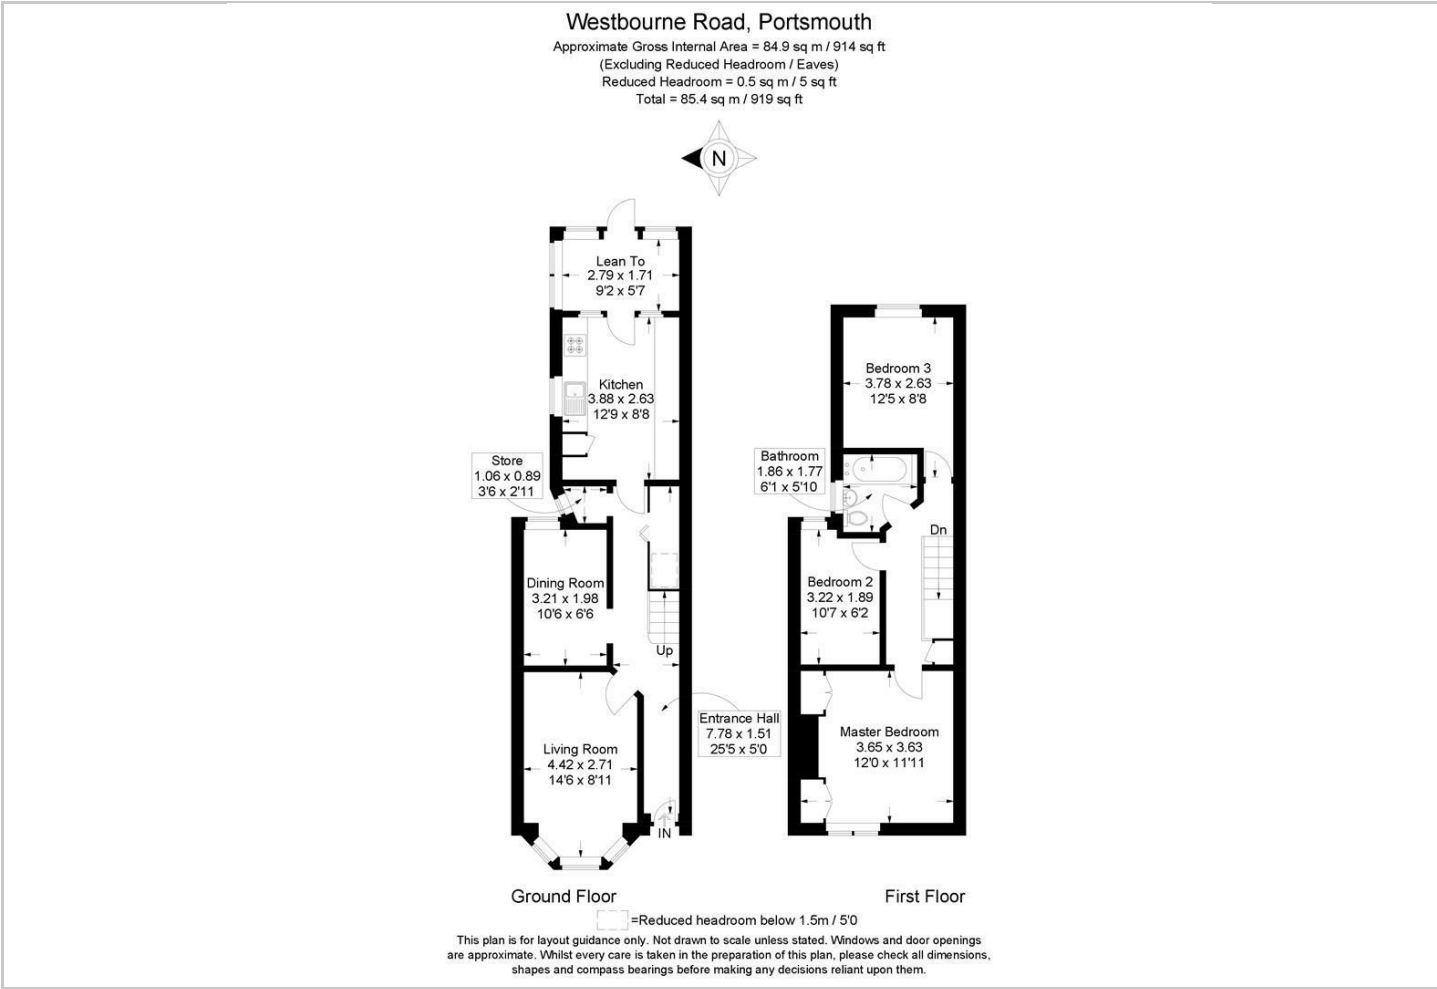 Westbourne Road, Portsmouth
Approximate Gross Internal Area = 84.9 sq m / 914 sq ft
(Excluding Reduced Headroom / Eaves)
Reduced Headroom = 0.5 sq m / 5 sq ft
Total = 85.4 sq m / 919 sq ft
N
Lean To
2.79 x 1.71
9'2 x 5'7
Kitchen
3.88 x 2.63
12'9 x 8'8
Store
1.06 x 0.89
3'6 x 2'11
Dining Room
3.21 x 1.98
10'6 x 6'6
Up
Living Room
4.42 x 2.71
14'6 x 8'11
Entrance Hall
7.78 x 1.51
25'5 x 5'0
IN
Ground Floor
Bedroom 3
3.78 x 2.63
12'5 x 8'8
Bathroom
1.86 x 1.77
6'1 x 5'10
Dn
Bedroom 2
3.22 x 1.89
10'7 x 6'2
Master Bedroom
3.65 x 3.63
12'0 x 11'11
First Floor
=Reduced headroom below 1.5m / 5'0
This plan is for layout guidance only. Not drawn to scale unless stated. Windows and door openings
are approximate. Whilst every care is taken in the preparation of this plan, please check all dimensions,
shapes and compass bearings before making any decisions reliant upon them.